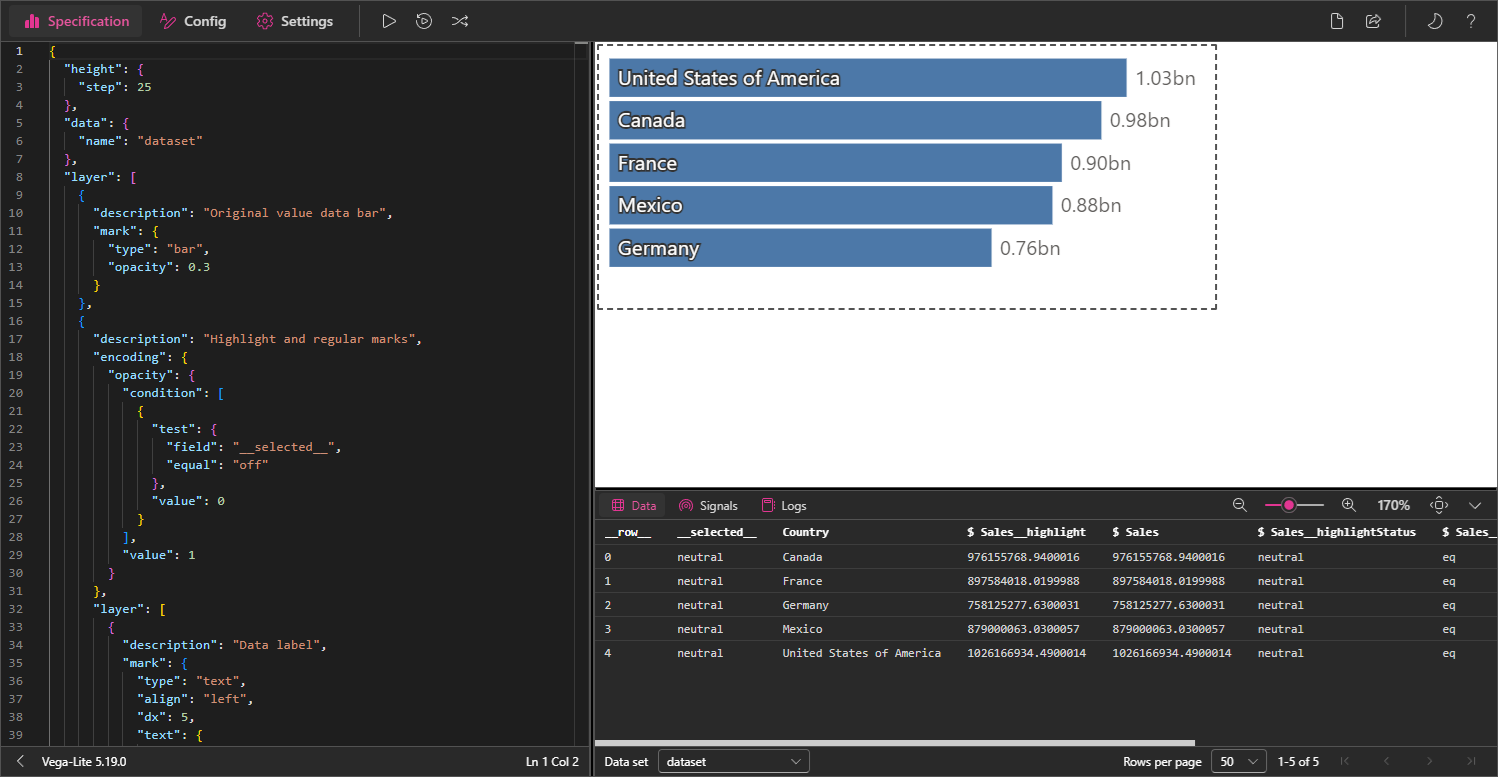 Specification Config Settings
1 {
2 "height": {
3 "step": 25
4 },
5 "data": {
6 "name": "dataset"
7 },
8 "layer": [
9 {
10 "description": "Original value data bar",
11 "mark": {
12 "type": "bar",
13 "opacity": 0.3
14 }
15 },
16 {
17 "description": "Highlight and regular marks",
18 "encoding": {
19 "opacity": {
20 "condition": [
21 {
22 "test": {
23 "field": "__selected__",
24 "equal": "off"
25 },
26 "value": 0
27 }
28 ],
29 "value": 1
30 }
31 },
32 "layer": [
33 {
34 "description": "Data label",
35 "mark": {
36 "type": "text",
37 "align": "left",
38 "dx": 5,
39 "text": {
Vega-Lite 5.19.0 Ln 1 Col 2
United States of America 1.03bn
Canada 0.98bn
France 0.90bn
Mexico 0.88bn
Germany 0.76bn
Data Signals Logs 170%
__row__ __selected__ Country $ Sales__highlight $ Sales $ Sales__highlightStatus $ Sales__
0 neutral Canada 976155768.9400016 976155768.9400016 neutral eq
1 neutral France 897584018.0199988 897584018.0199988 neutral eq
2 neutral Germany 758125277.6300031 758125277.6300031 neutral eq
3 neutral Mexico 879000063.0300057 879000063.0300057 neutral eq
4 neutral United States of America 1026166934.4900014 1026166934.4900014 neutral eq
Data set dataset Rows per page 50 1-5 of 5